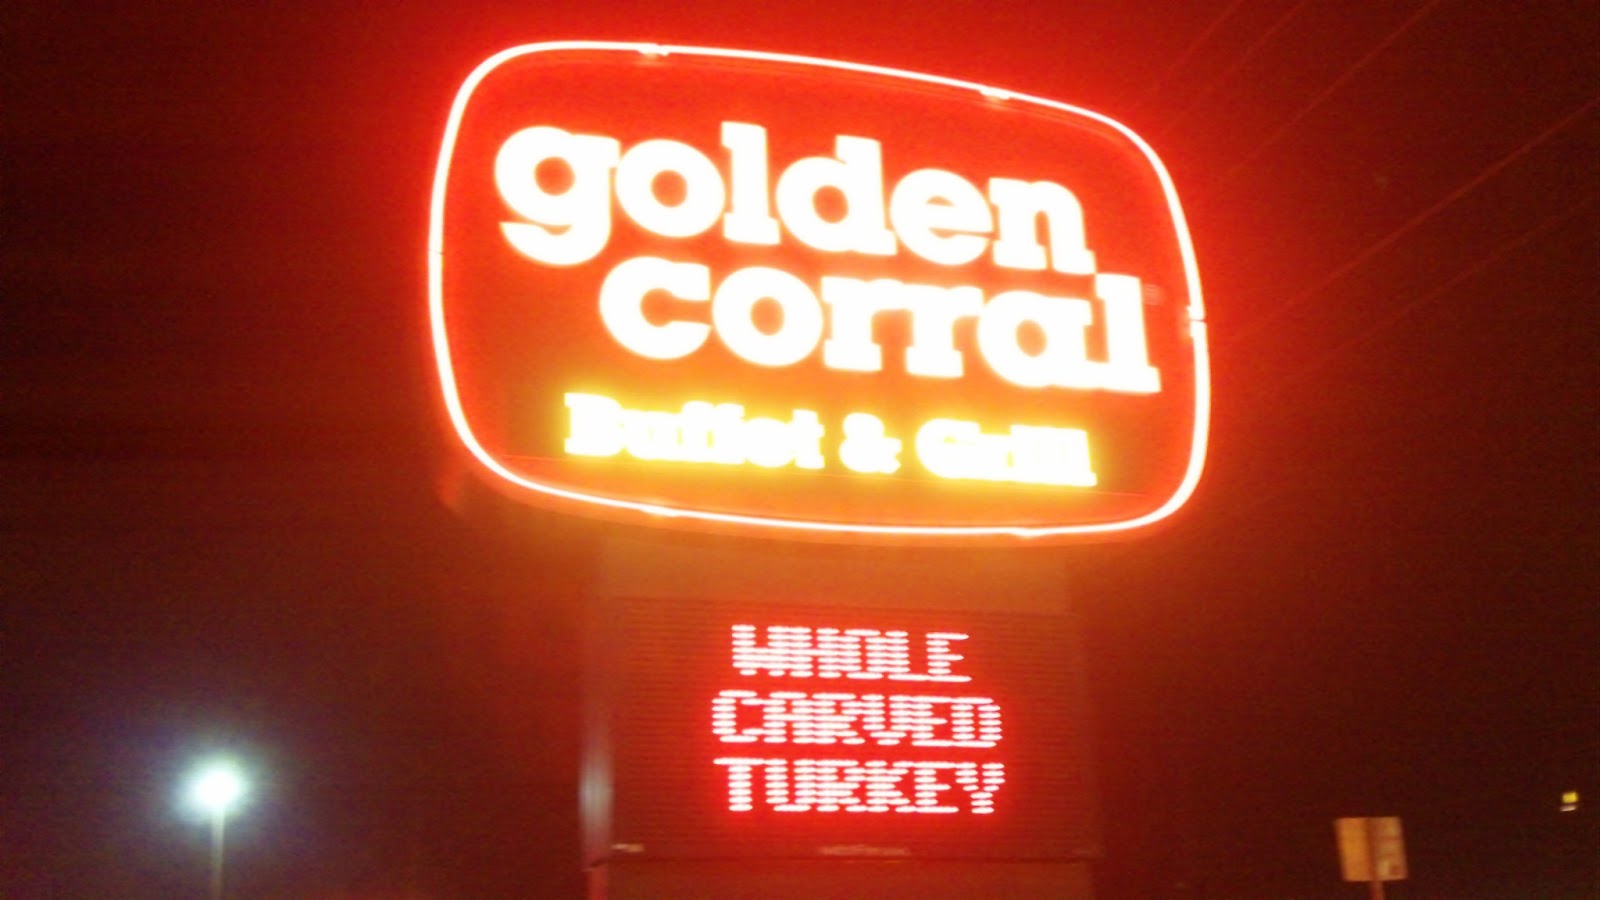 golden
corral
Buffet & Grill
WHOLE
CARVED
TURKEY